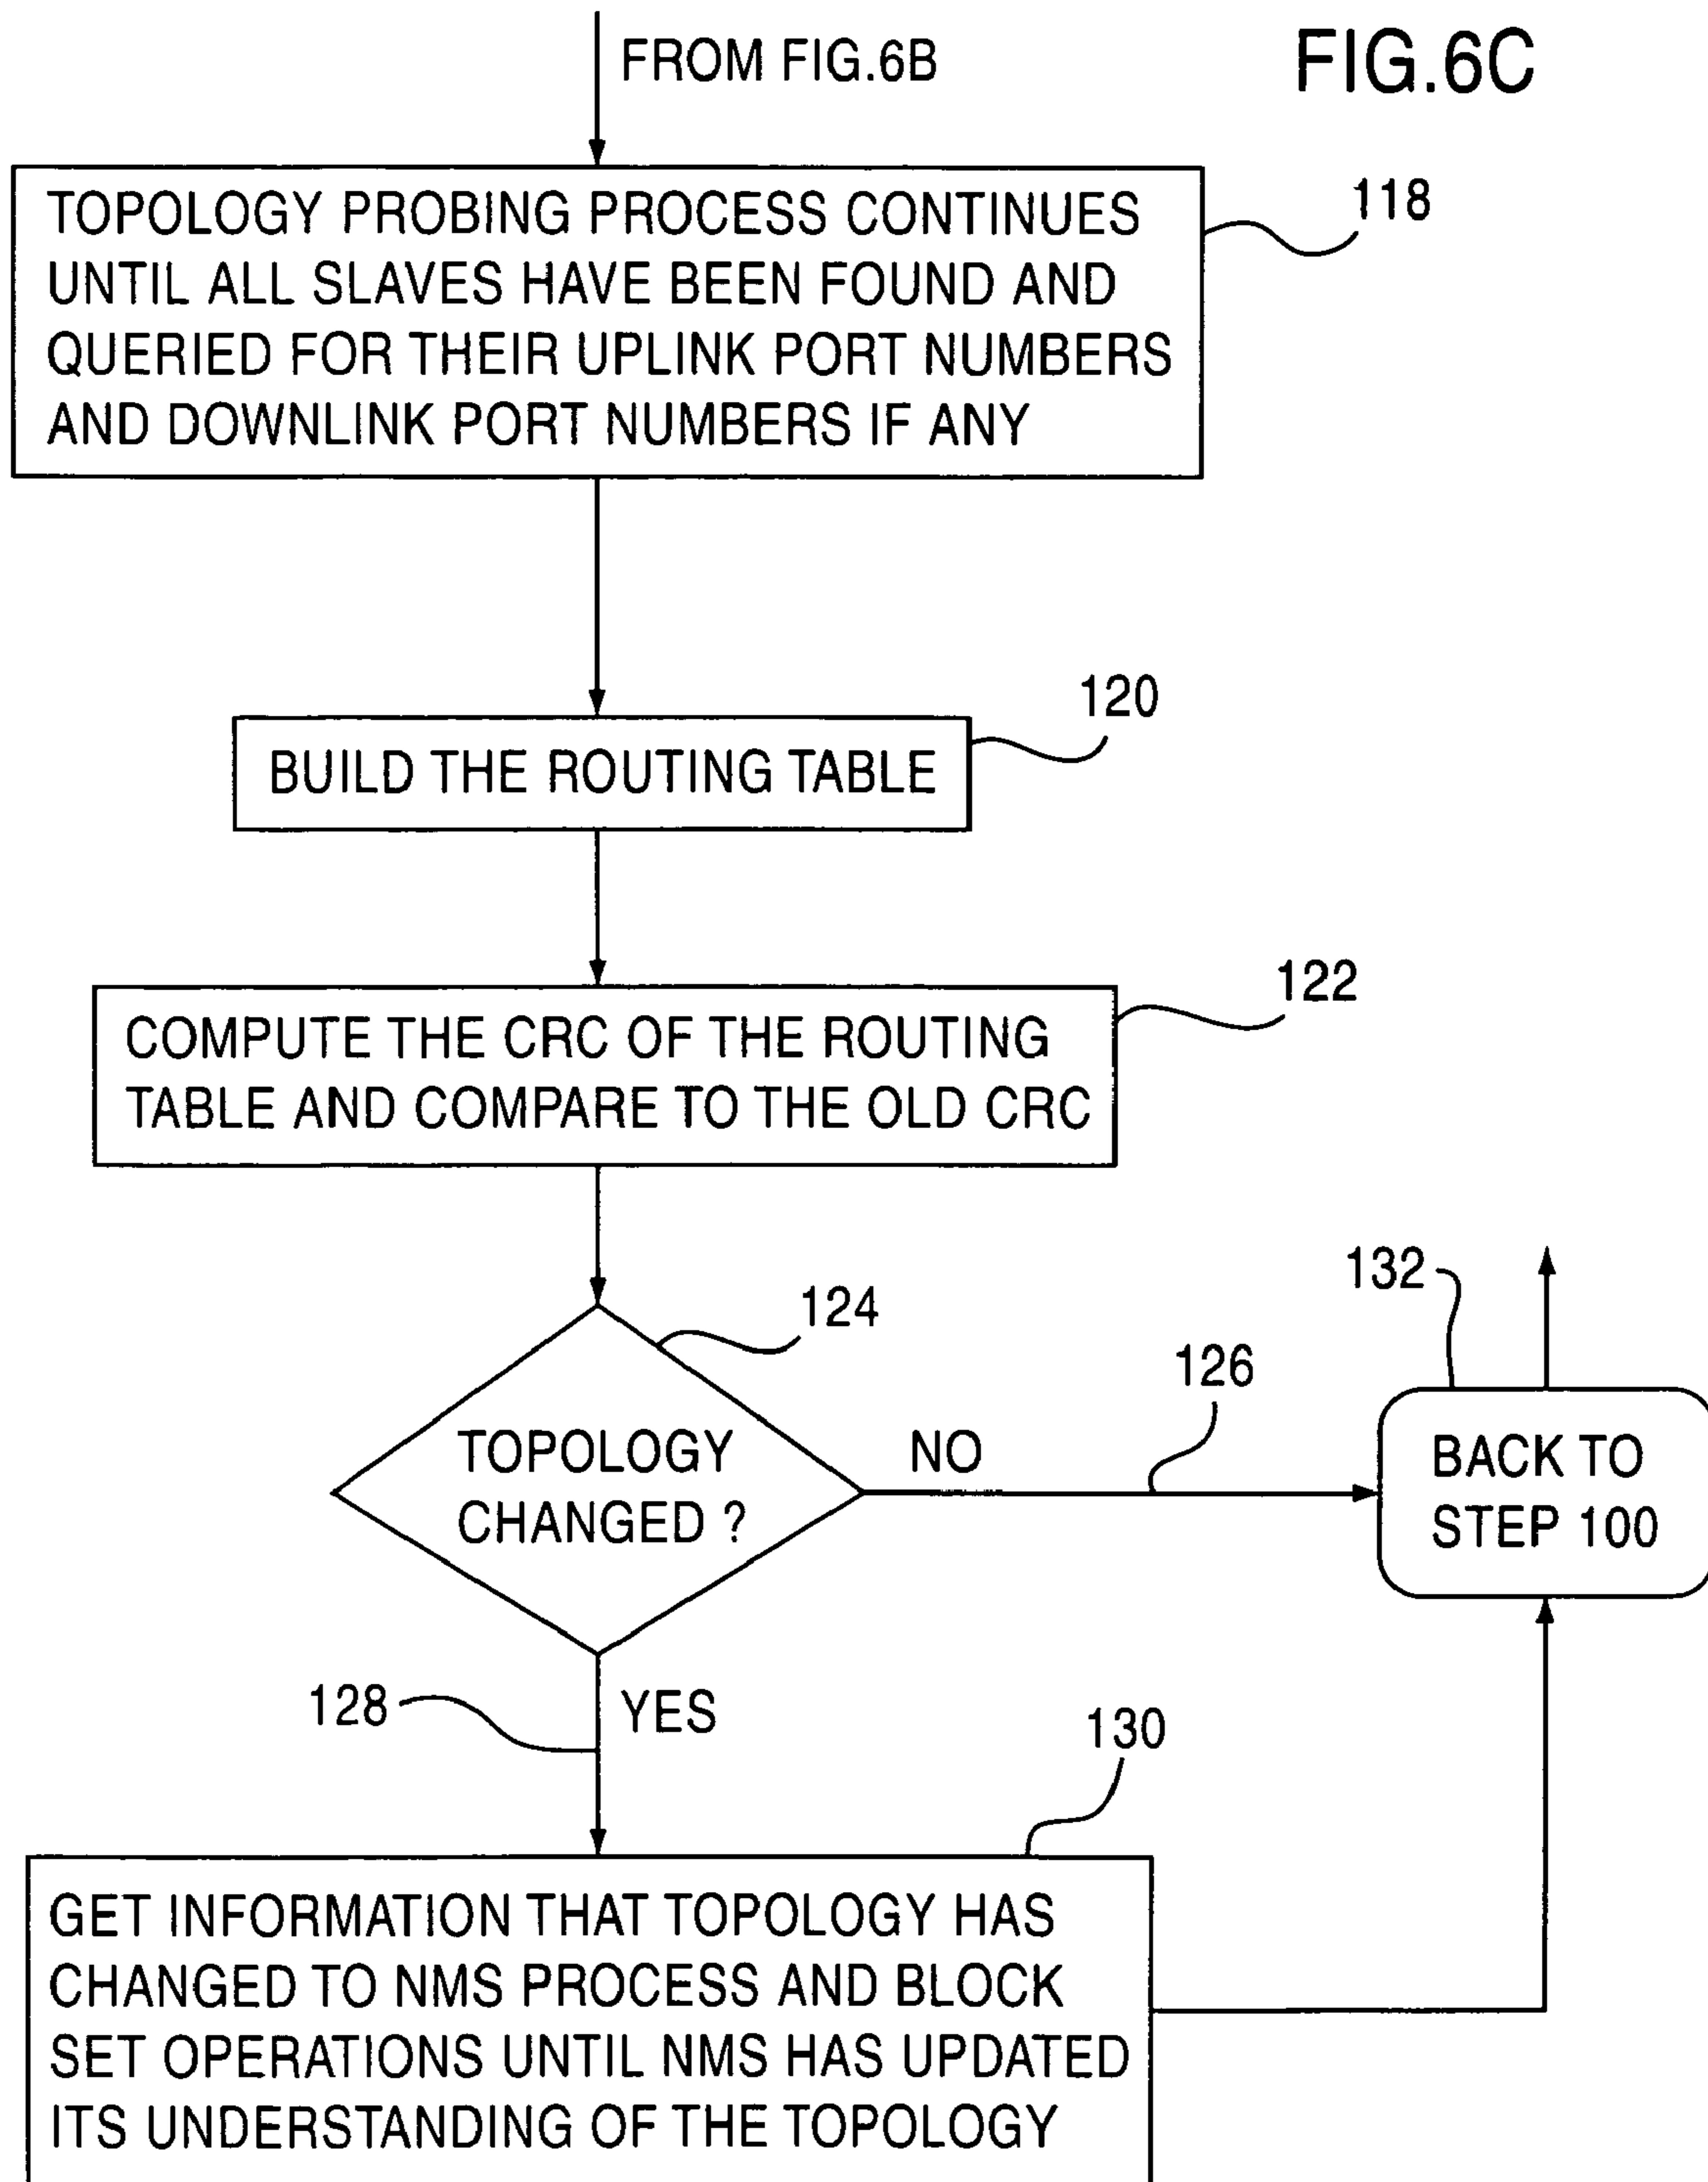 FROM FIG.6B
FIG.6C
TOPOLOGY PROBING PROCESS CONTINUES
UNTIL ALL SLAVES HAVE BEEN FOUND AND
QUERIED FOR THEIR UPLINK PORT NUMBERS
AND DOWNLINK PORT NUMBERS IF ANY
118
120
BUILD THE ROUTING TABLE
122
COMPUTE THE CRC OF THE ROUTING
TABLE AND COMPARE TO THE OLD CRC
124
132
126
TOPOLOGY
CHANGED ?
NO
BACK TO
STEP 100
128
YES
130
GET INFORMATION THAT TOPOLOGY HAS
CHANGED TO NMS PROCESS AND BLOCK
SET OPERATIONS UNTIL NMS HAS UPDATED
ITS UNDERSTANDING OF THE TOPOLOGY